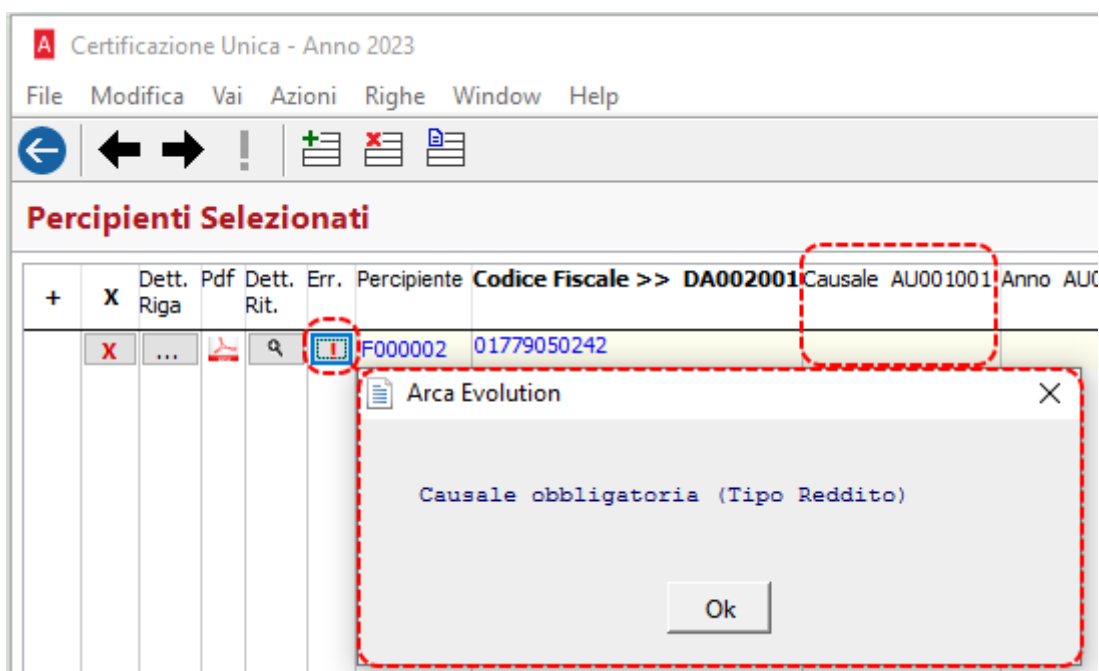 A Certificazione Unica - Anno 2023
File Modifica Vai Azioni Righe Window Help
Percipienti Selezionati
+ X Dett. Riga Pdf Dett. Rit. Err. Percipiente Codice Fiscale >> DA002001 Causale AU001001 Anno AU0
X ... F000002 01779050242
Arca Evolution
Causale obbligatoria (Tipo Reddito)
Ok